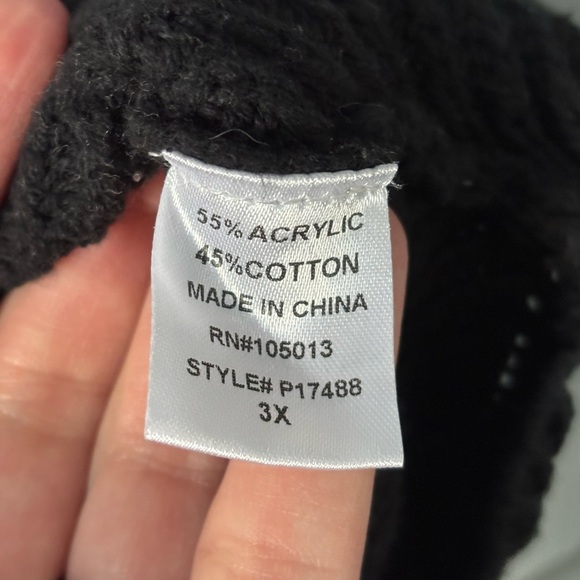 55% ACRYLIC
45%COTTON
MADE IN CHINA
RN#105013
STYLE# P17488
3X